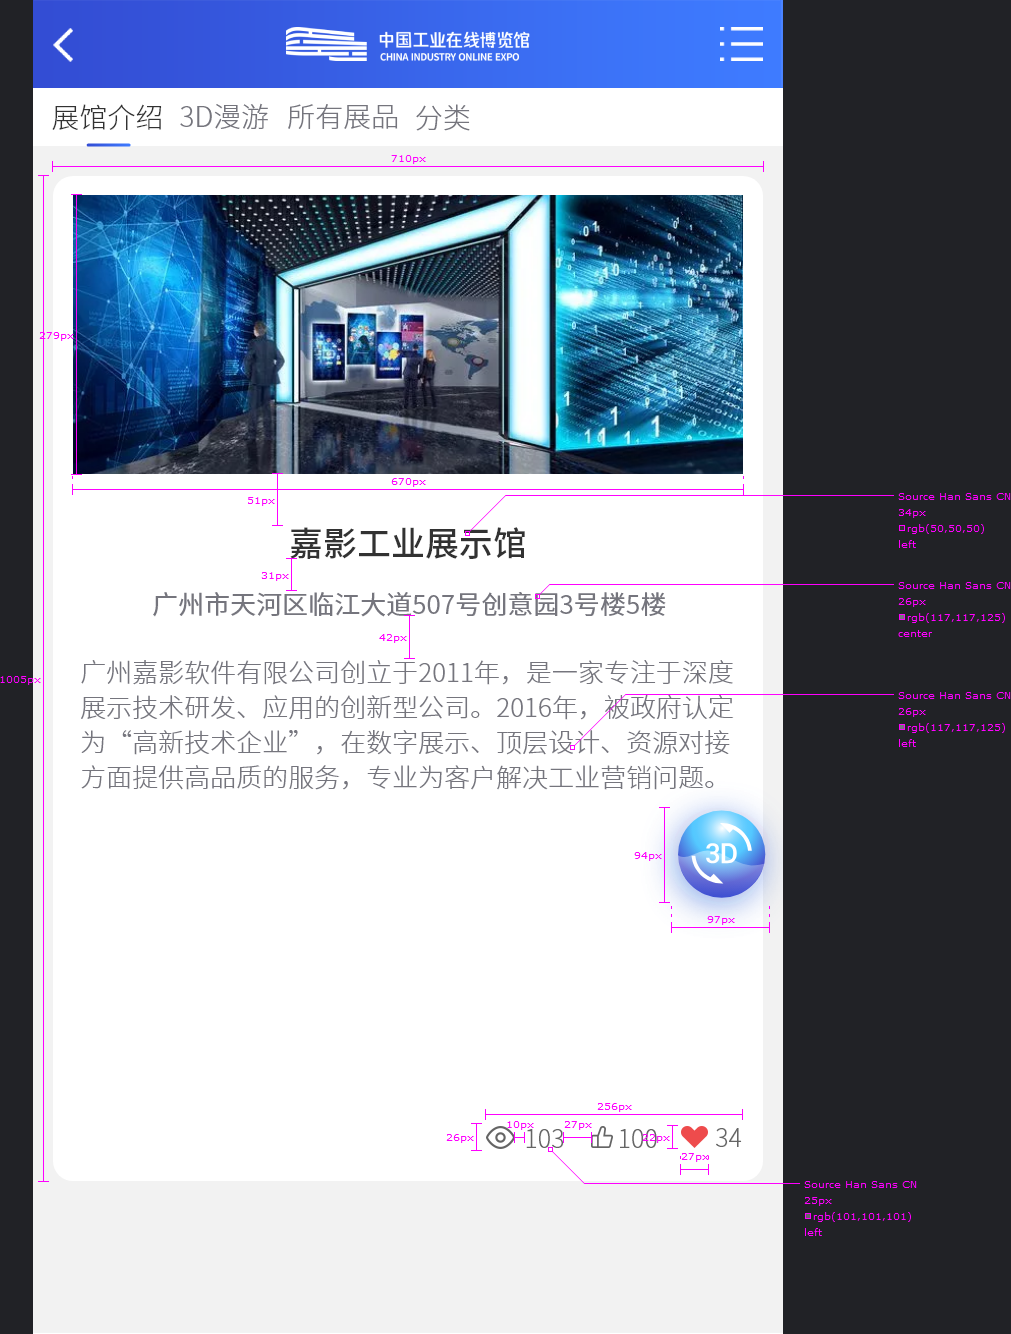 中国工业在线博览馆
CHINA INDUSTRY ONLINE EXPO
展馆介绍 3D漫游 所有展品 分类
710px
279px
670px
51px
Source Han Sans CN
34px
rgb(50,50,50)
left
嘉影工业展示馆
31px
Source Han Sans CN
26px
rgb(117,117,125)
center
广州市天河区临江大道507号创意园3号楼5楼
42px
1005px
广州嘉影软件有限公司创立于2011年，是一家专注于深度
展示技术研发、应用的创新型公司。2016年，被政府认定
为“高新技术企业”，在数字展示、顶层设计、资源对接
方面提供高品质的服务，专业为客户解决工业营销问题。
Source Han Sans CN
26px
rgb(117,117,125)
left
94px
3D
97px
256px
10px 27px
26px 103 100 22px 34
27px
Source Han Sans CN
25px
rgb(101,101,101)
left